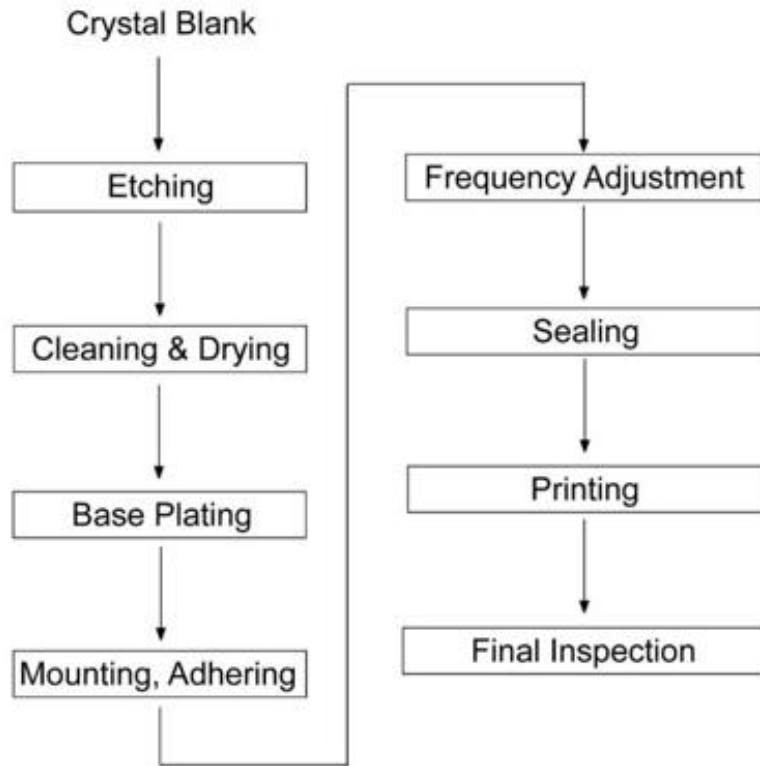 Crystal Blank
Etching
Cleaning & Drying
Base Plating
Mounting, Adhering
Frequency Adjustment
Sealing
Printing
Final Inspection